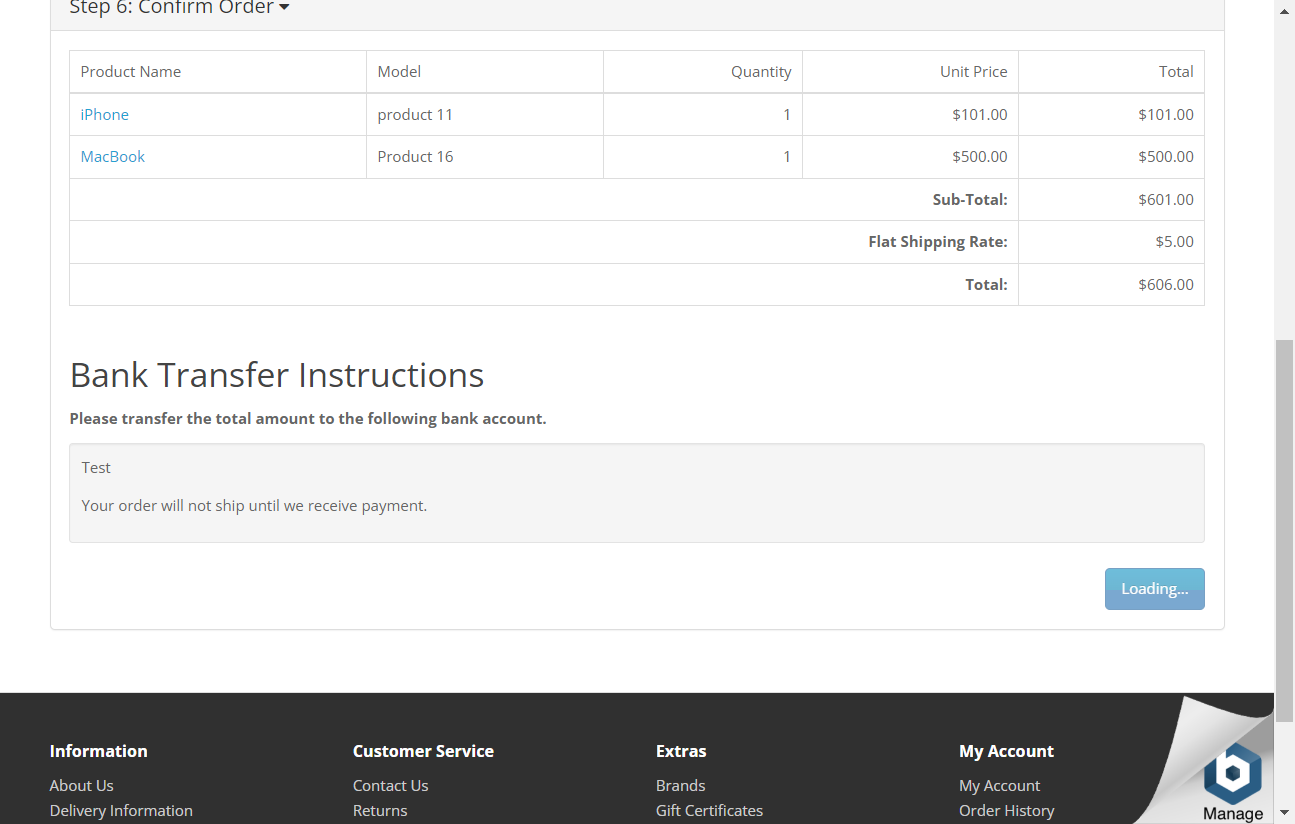 Step 6: Confirm Order
Product Name Model Quantity Unit Price Total
iPhone product 11 1 $101.00 $101.00
MacBook Product 16 1 $500.00 $500.00
Sub-Total: $601.00
Flat Shipping Rate: $5.00
Total: $606.00
Bank Transfer Instructions
Please transfer the total amount to the following bank account.
Test
Your order will not ship until we receive payment.
Loading...
Information Customer Service Extras My Account
About Us Contact Us Brands My Account
Delivery Information Returns Gift Certificates Order History
Manage